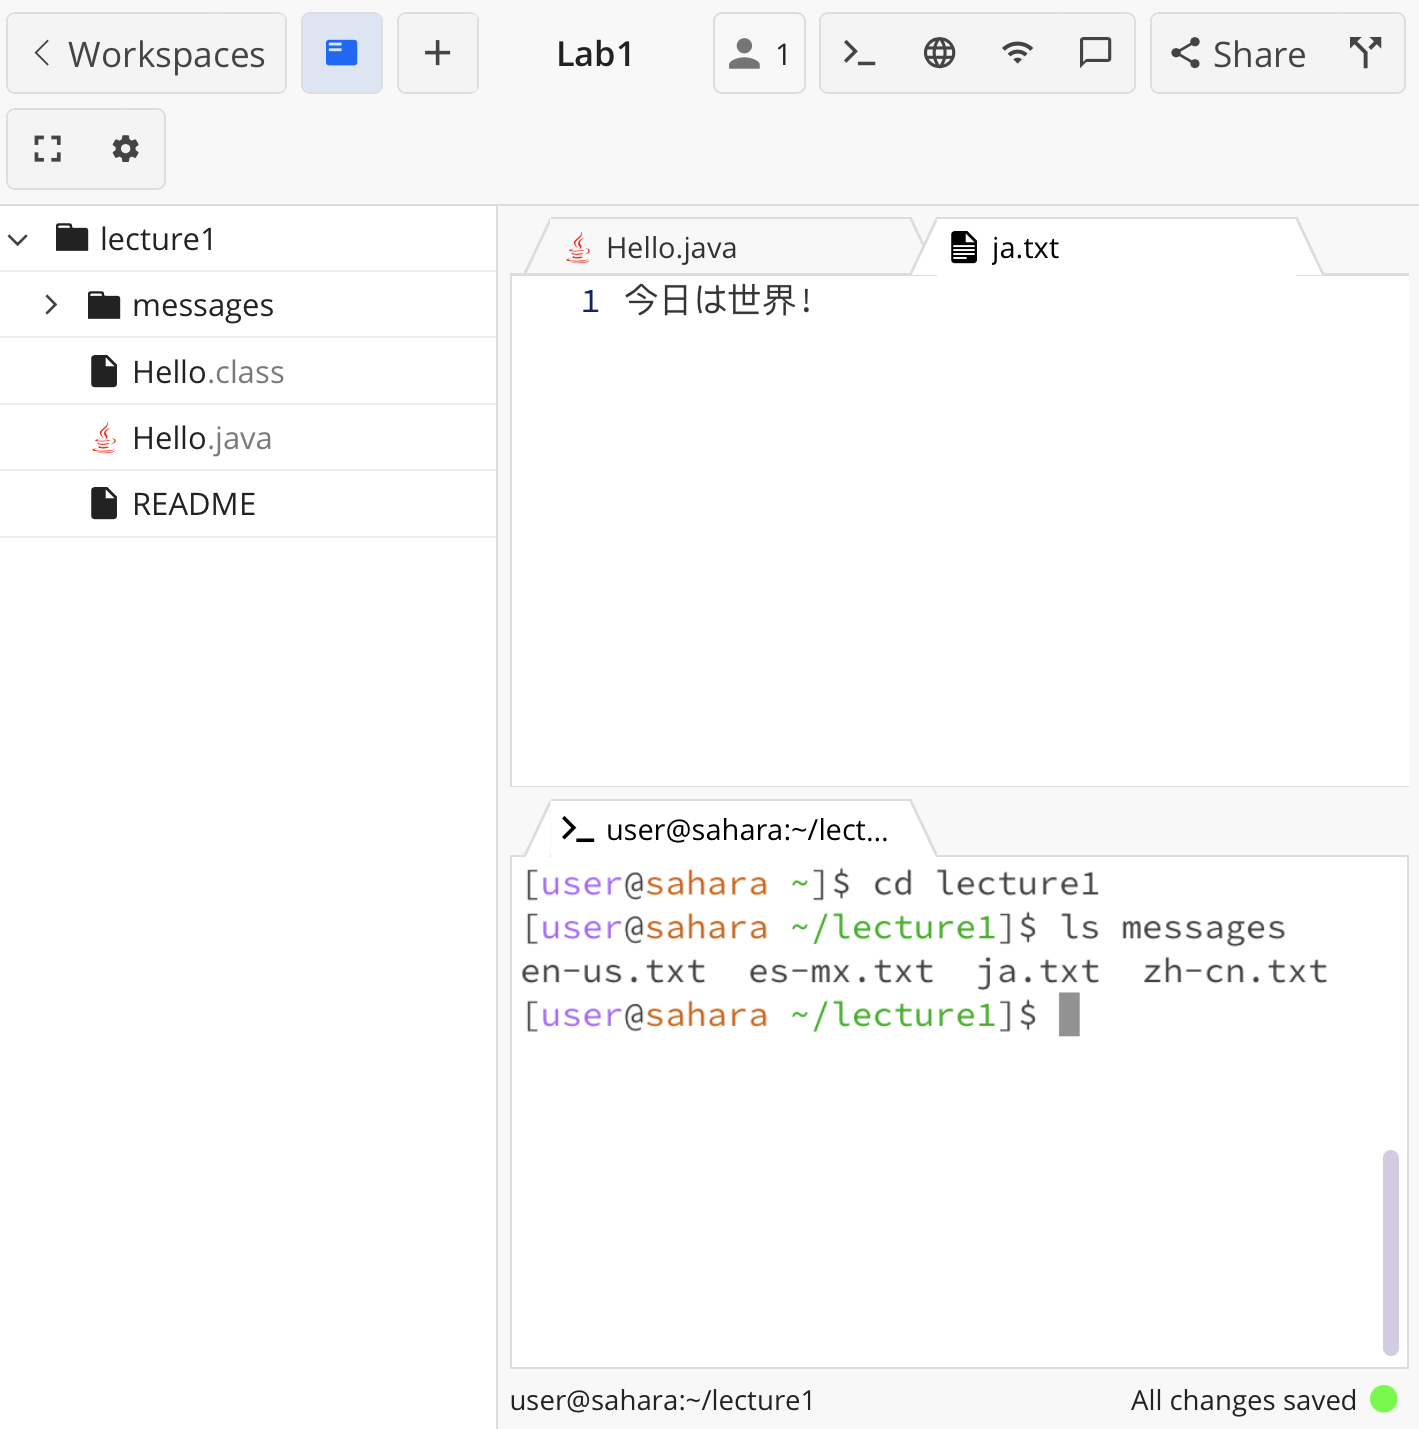 Workspaces
Lab1
1
Share
lecture1
messages
Hello.class
Hello.java
README
Hello.java
ja.txt
1 今日は世界!
user@sahara:~/lect...
[user@sahara ~]$ cd lecture1
[user@sahara ~/lecture1]$ ls messages
en-us.txt  es-mx.txt  ja.txt  zh-cn.txt
[user@sahara ~/lecture1]$
user@sahara:~/lecture1
All changes saved